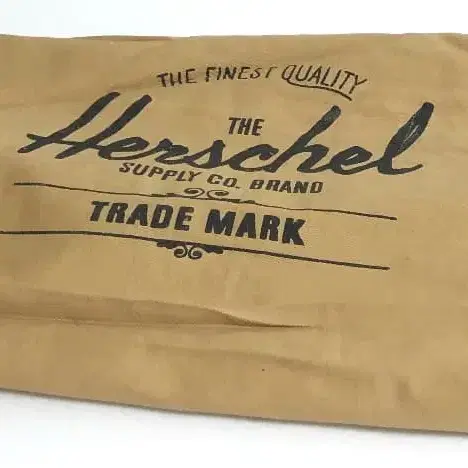 THE FINEST QUALITY
THE
Herschel
SUPPLY CO. BRAND
TRADE MARK